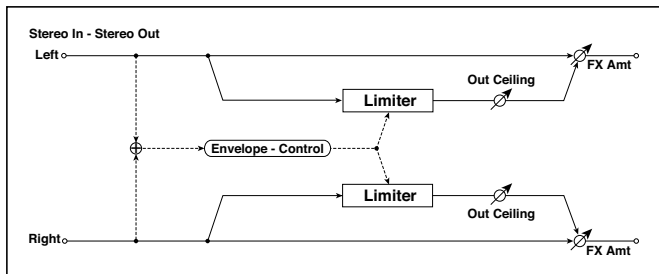 Stereo In - Stereo Out
Left
FX Amt
Out Ceiling
Limiter
Envelope - Control
Limiter
Out Ceiling
Right
FX Amt